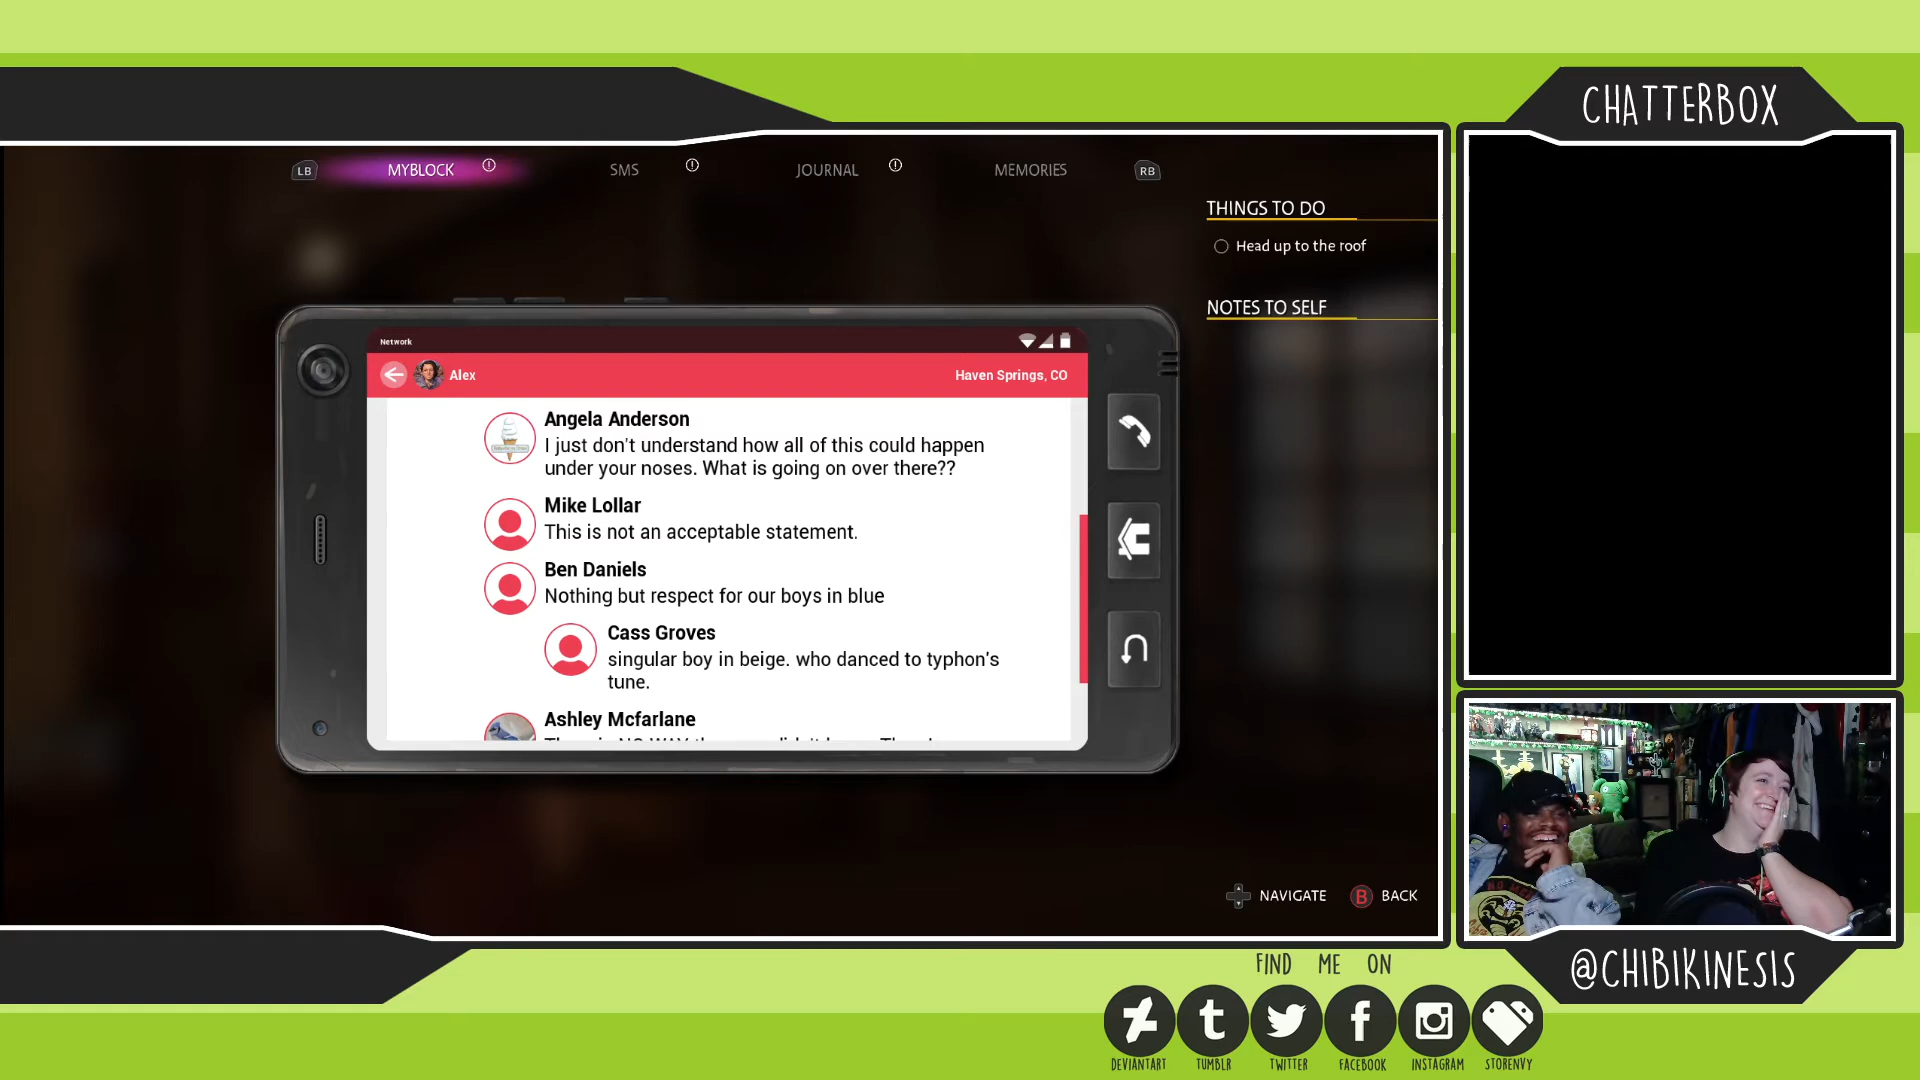 CHATTERBOX
LB
MYBLOCK
SMS
JOURNAL
MEMORIES
RB
THINGS TO DO
Head up to the roof
NOTES TO SELF
Network
Alex
Haven Springs, CO
Angela Anderson
I just don't understand how all of this could happen
under your noses. What is going on over there??
Mike Lollar
This is not an acceptable statement.
Ben Daniels
Nothing but respect for our boys in blue
Cass Groves
singular boy in beige. who danced to typhon's
tune.
Ashley Mcfarlane
NAVIGATE
B BACK
FIND ME ON
@CHIBIKINESIS
DEVIANTART
TUMBLR
TWITTER
FACEBOOK
INSTAGRAM
STORENVY